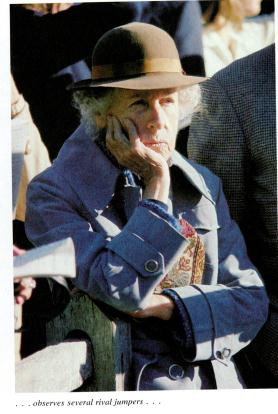 . . . observes several rival jumpers . . .